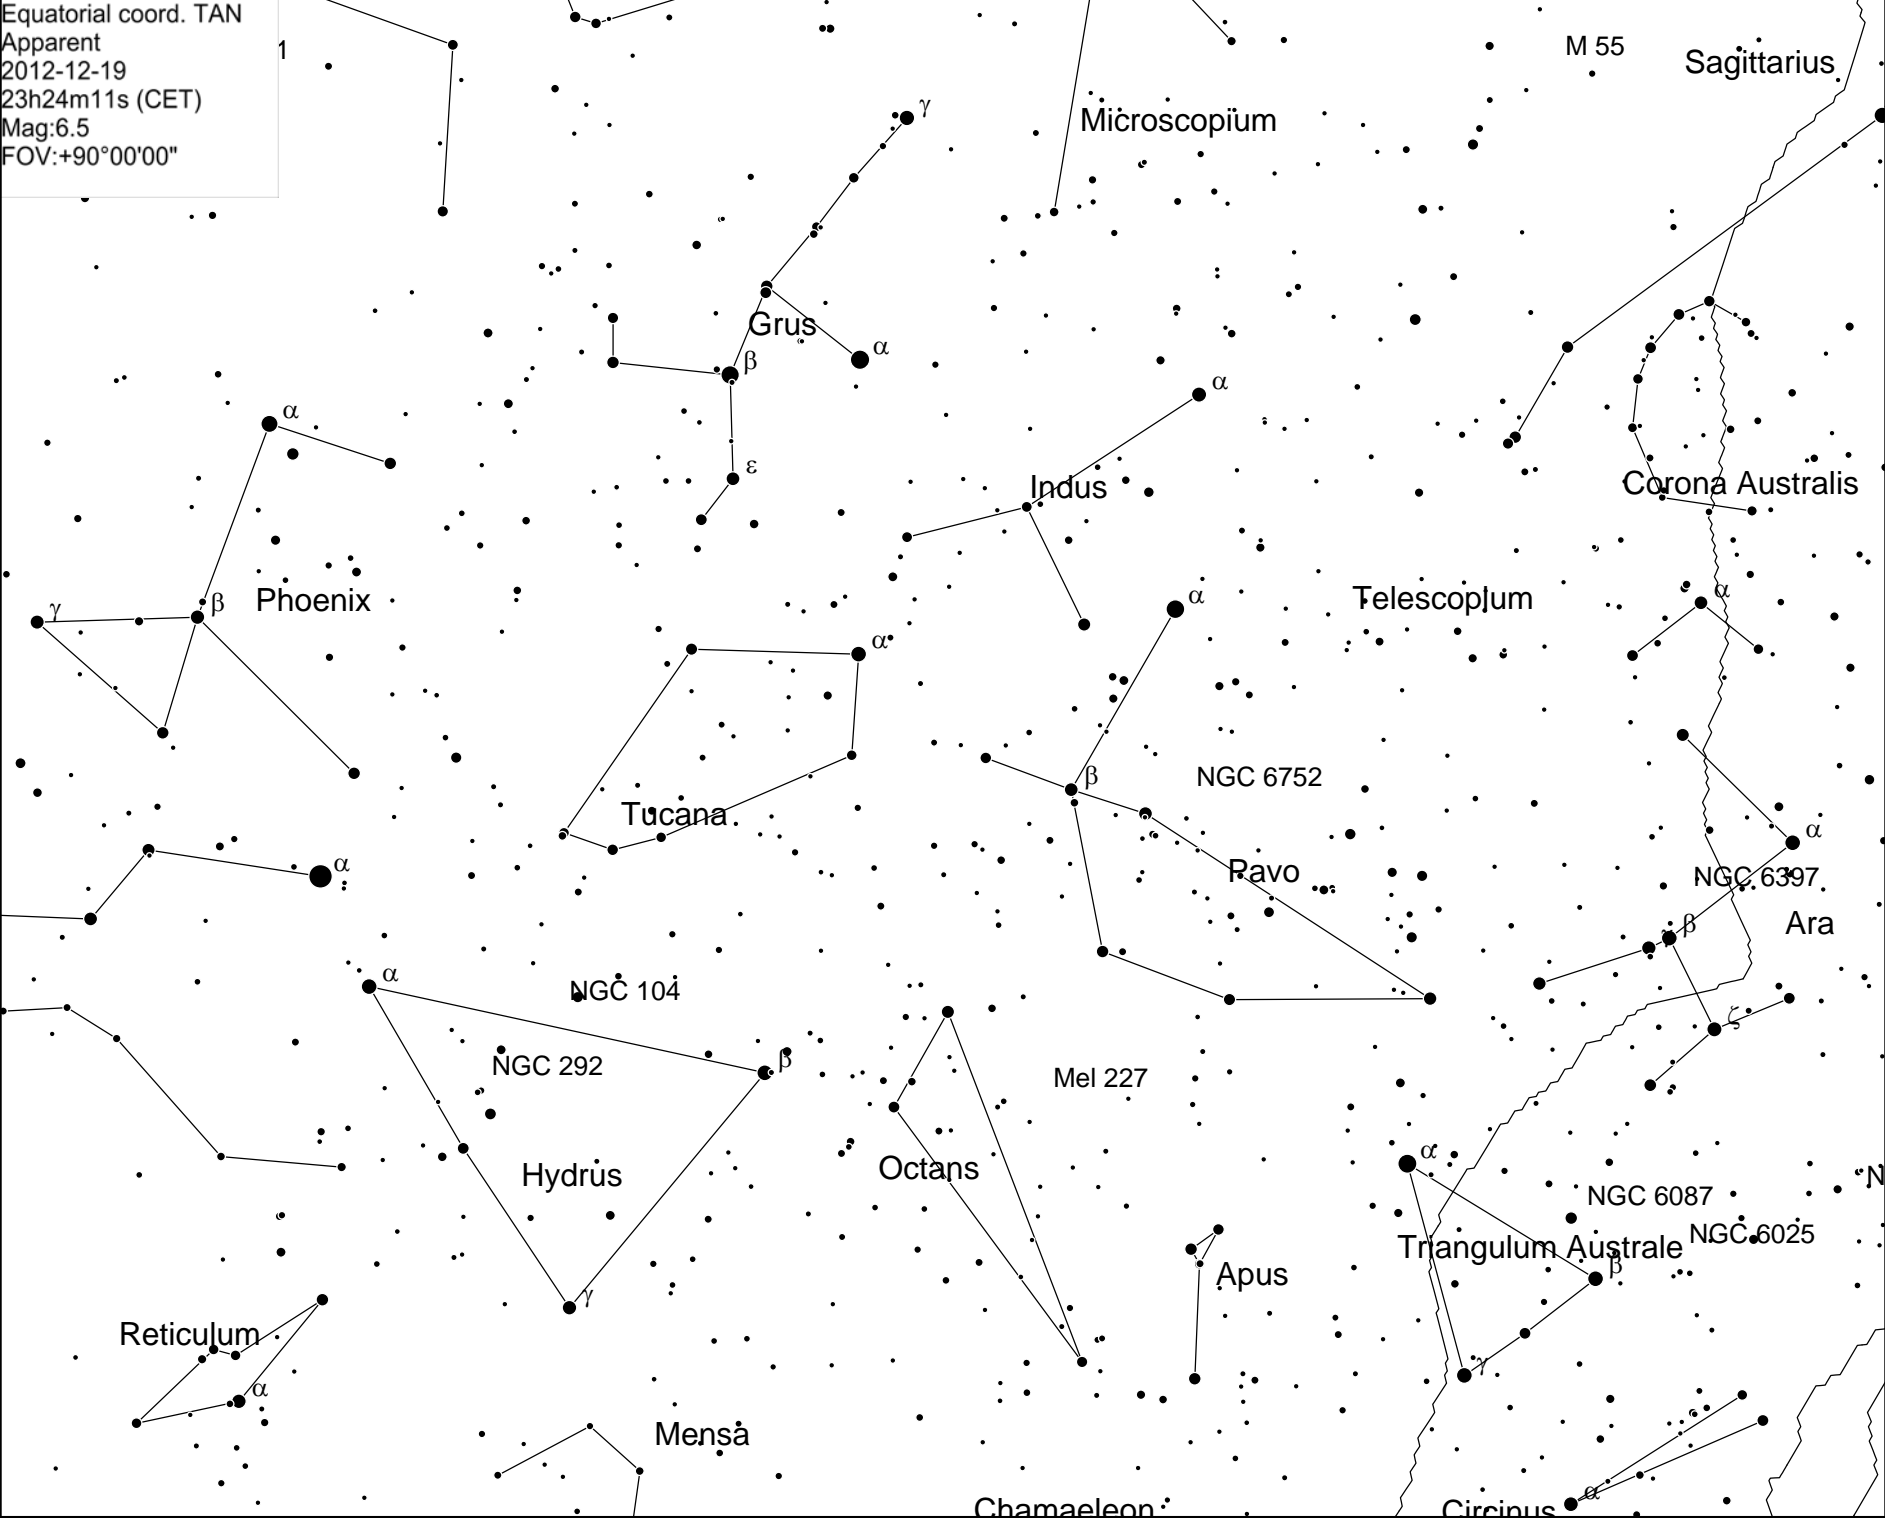 Equatorial coord. TAN
Apparent
2012-12-19
23h24m11s (CET)
Mag:6.5
FOV:+90°00'00"
1
M 55
Sagittarius
γ
Microscopium
Grus
α
β
α
α
ε
Indus
Corona Australis
Phoenix
β
γ
α
Telescopium
α
α
β
NGC 6752
Tucana
α
Pavo
α
NGC 6397
Ara
β
γ
α
NGC 104
ζ
NGC 292
β
Mel 227
Hydrus
Octans
α
N
NGC 6087
NGC 6025
Triangulum Australe
β
Apus
γ
Reticulum
γ
α
Mensa
α
Chamaeleon
Circinus